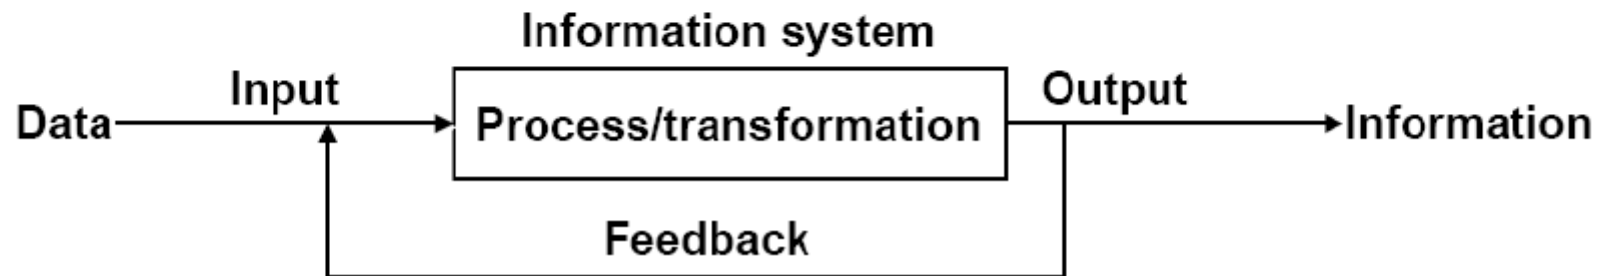 Information system
Input
Output
Data
Process/transformation
Information
Feedback